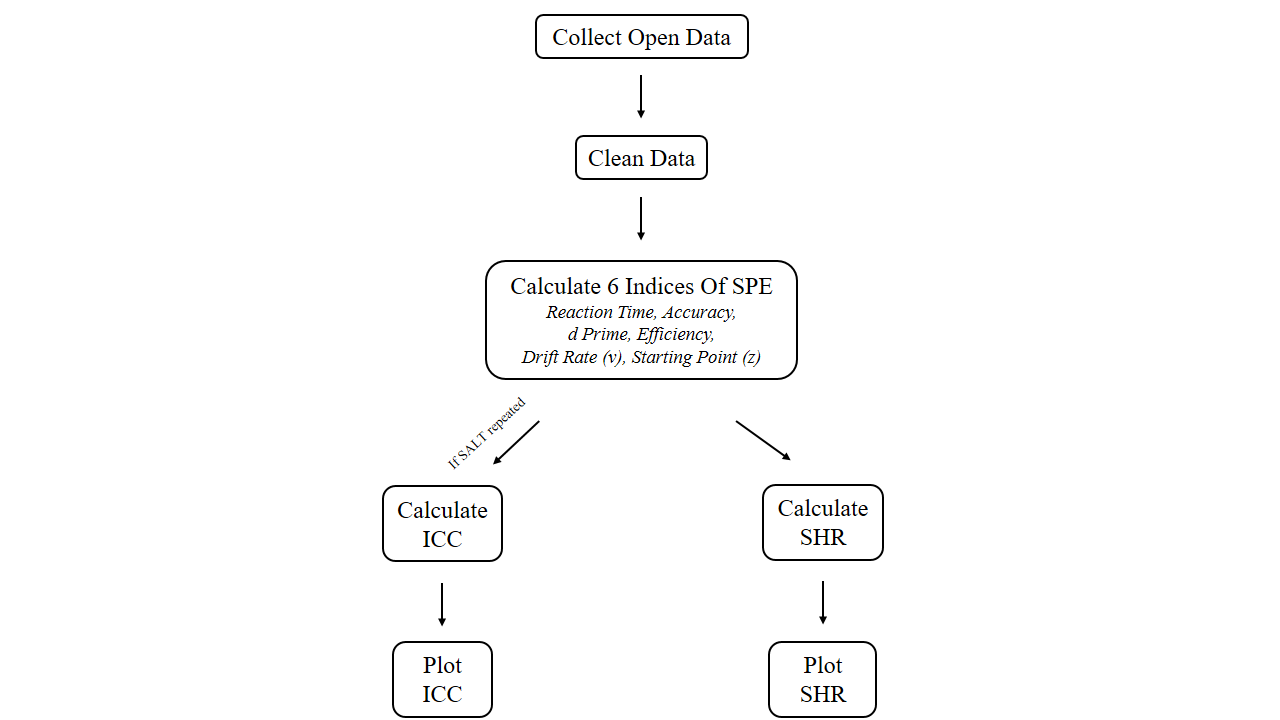 Collect Open Data
Clean Data
Calculate 6 Indices Of SPE
Reaction Time, Accuracy,
d Prime, Efficiency,
Drift Rate (v), Starting Point (z)
If SALT repeated
Calculate
ICC
Calculate
SHR
Plot
ICC
Plot
SHR